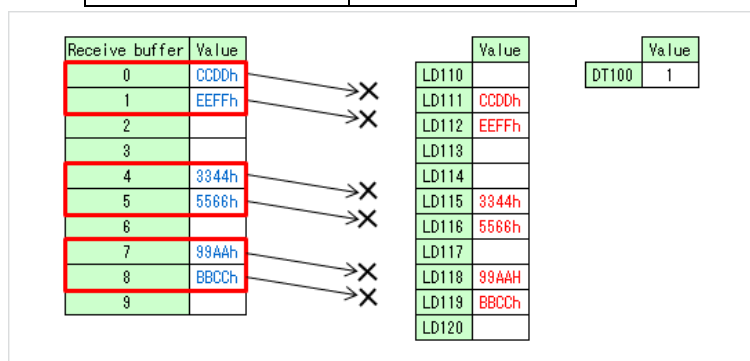 Receive buffer Value
0 CCDDh
1 EEFFh
2
3
4 3344h
5 5566h
6
7 99AAh
8 BBCCh
9
Value
LD110
LD111 CCDDh
LD112 EEFFh
LD113
LD114
LD115 3344h
LD116 5566h
LD117
LD118 99AAH
LD119 BBCCh
LD120
Value
DT100 1